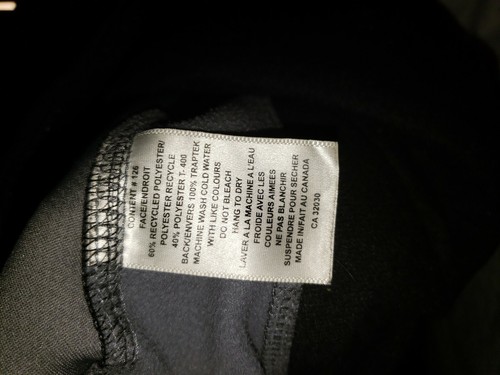 CONTENT # 126
FACE/ENDROIT
60% RECYCLED POLYESTER/
POLYESTER RECYCLE
40% POLYESTER T- 400
BACK/ENVERS 100% TRAPTEK
MACHINE WASH COLD WATER
WITH LIKE COLOURS
DO NOT BLEACH
HANG TO DRY
LAVER A LA MACHINE A L'EAU
FROIDE AVEC LES
COULEURS AIMEES
NE PAS BLANCHIR
SUSPENDRE POUR SECHER
MADE IN/FAIT AU CANADA
CA 32030